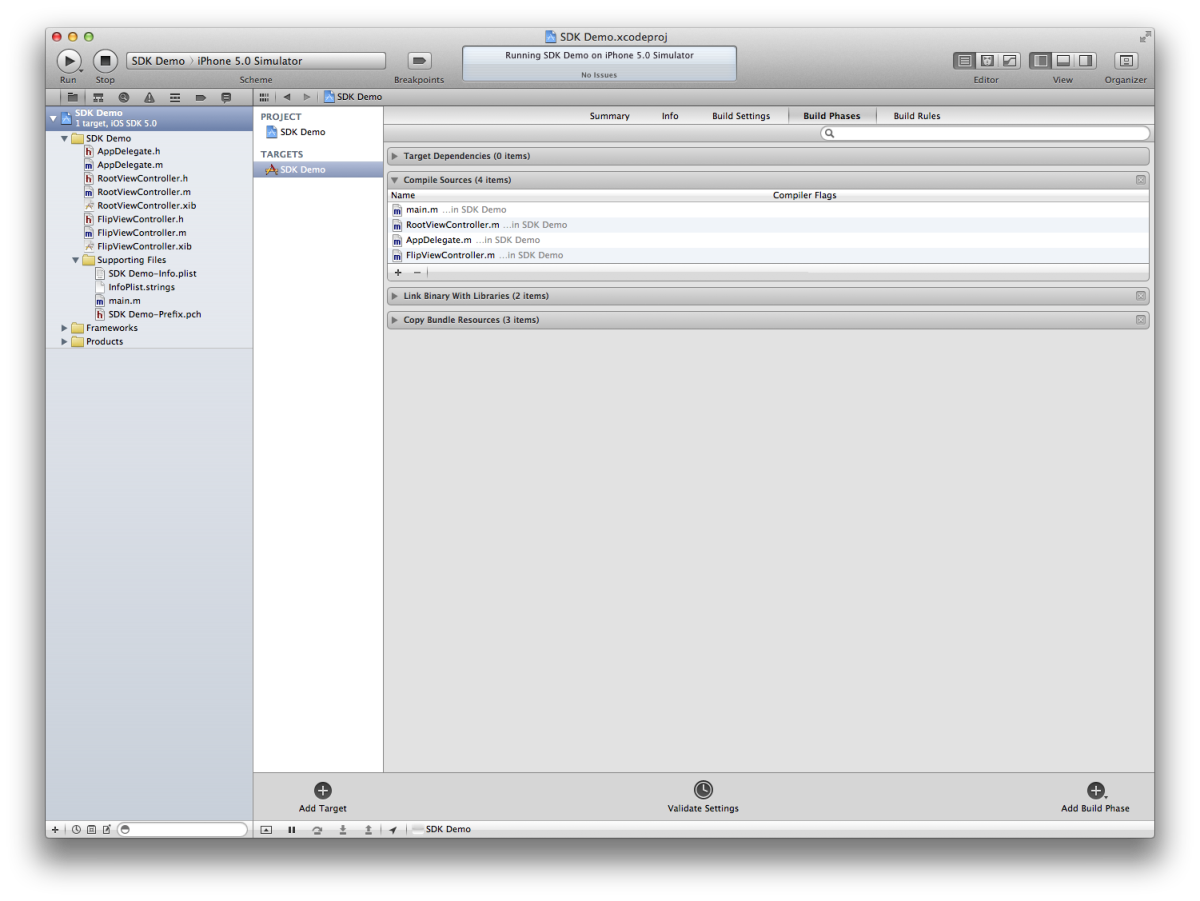 SDK Demo.xcodeproj
SDK Demo › iPhone 5.0 Simulator
Running SDK Demo on iPhone 5.0 Simulator
No Issues
Run Stop Scheme Breakpoints Editor View Organizer
SDK Demo
SDK Demo
1 target, iOS SDK 5.0
SDK Demo
AppDelegate.h
AppDelegate.m
RootViewController.h
RootViewController.m
RootViewController.xib
FlipViewController.h
FlipViewController.m
FlipViewController.xib
Supporting Files
SDK Demo-Info.plist
InfoPlist.strings
main.m
SDK Demo-Prefix.pch
Frameworks
Products
PROJECT
SDK Demo
TARGETS
SDK Demo
Summary Info Build Settings Build Phases Build Rules
Target Dependencies (0 items)
Compile Sources (4 items)
Name Compiler Flags
main.m ...in SDK Demo
RootViewController.m ...in SDK Demo
AppDelegate.m ...in SDK Demo
FlipViewController.m ...in SDK Demo
Link Binary With Libraries (2 items)
Copy Bundle Resources (3 items)
Add Target Validate Settings Add Build Phase
SDK Demo